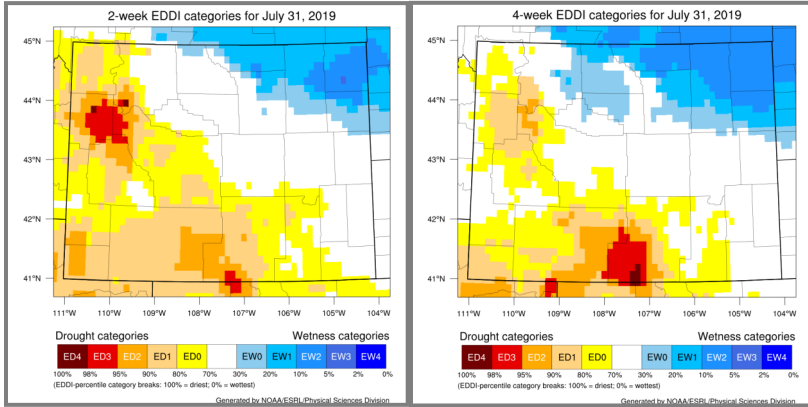 2-week EDDI categories for July 31, 2019
45°N
44°N
43°N
42°N
41°N
111°W 110°W 109°W 108°W 107°W 106°W 105°W 104°W
Drought categories Wetness categories
ED4 ED3 ED2 ED1 ED0 EW0 EW1 EW2 EW3 EW4
100% 98% 95% 90% 80% 70% 30% 20% 10% 5% 2% 0%
(EDDI-percentile category breaks: 100% = driest; 0% = wettest)
Generated by NOAA/ESRL/Physical Sciences Division
4-week EDDI categories for July 31, 2019
45°N
44°N
43°N
42°N
41°N
111°W 110°W 109°W 108°W 107°W 106°W 105°W 104°W
Drought categories Wetness categories
ED4 ED3 ED2 ED1 ED0 EW0 EW1 EW2 EW3 EW4
100% 98% 95% 90% 80% 70% 30% 20% 10% 5% 2% 0%
(EDDI-percentile category breaks: 100% = driest; 0% = wettest)
Generated by NOAA/ESRL/Physical Sciences Division